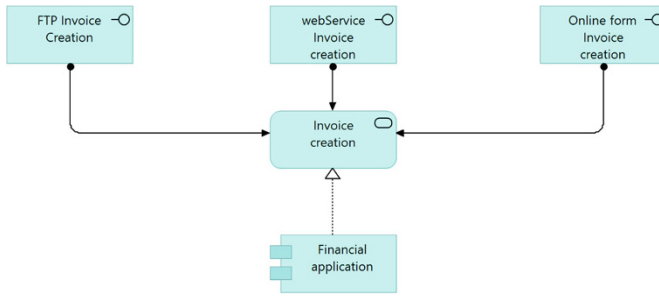 FTP Invoice
Creation
webService
Invoice
creation
Online form
Invoice
creation
Invoice
creation
Financial
application